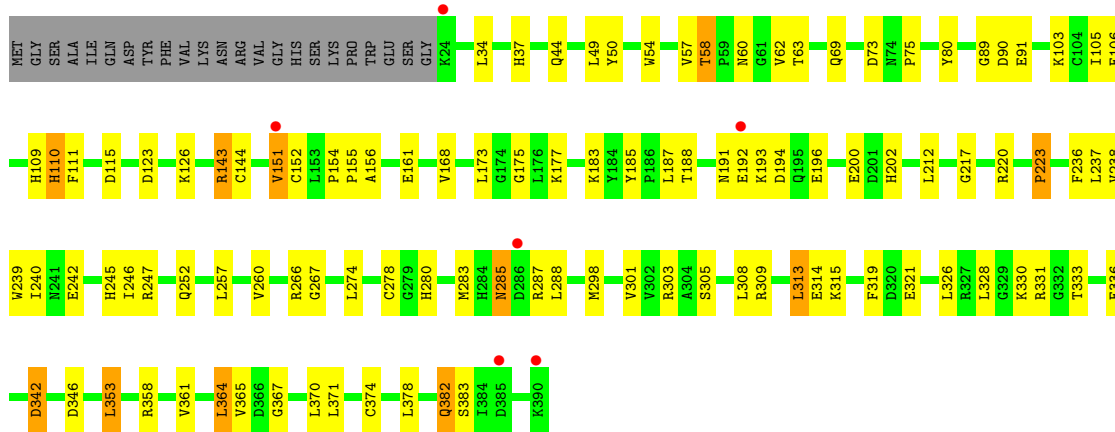 MET GLY SER ALA ILE GLN ASP TYR PHE VAL LYS ASN ARG VAL GLY HIS SER LYS PRO TRP GLU SER GLY K24 L34 H37 Q44 L49 Y50 W54 V57 T58 P59 N60 G61 V62 T63 Q69 D73 N74 P75 Y80 G89 D90 E91 K103 C104 I105
H109 H110 F111 D115 D123 K126 R143 C144 V151 C152 L153 P154 P155 A156 E161 V168 L173 G174 G175 L176 K177 K183 Y184 Y185 P186 L187 T188 N191 E192 K193 D194 Q195 E196 E200 D201 H202 L212 G217 R220 P223 F236 L237
W239 I240 N241 E242 H245 I246 R247 Q252 L257 V260 R266 G267 L274 C278 G279 H280 M283 H284 N285 D286 R287 L288 M298 V301 V302 R303 A304 S305 L308 R309 L313 E314 K315 F319 D320 E321 L326 R327 L328 G329 K330 R331 G332 T333
D342 D346 L353 R358 V361 L364 V365 D366 G367 L370 L371 C374 L378 Q382 S383 I384 D385 K390